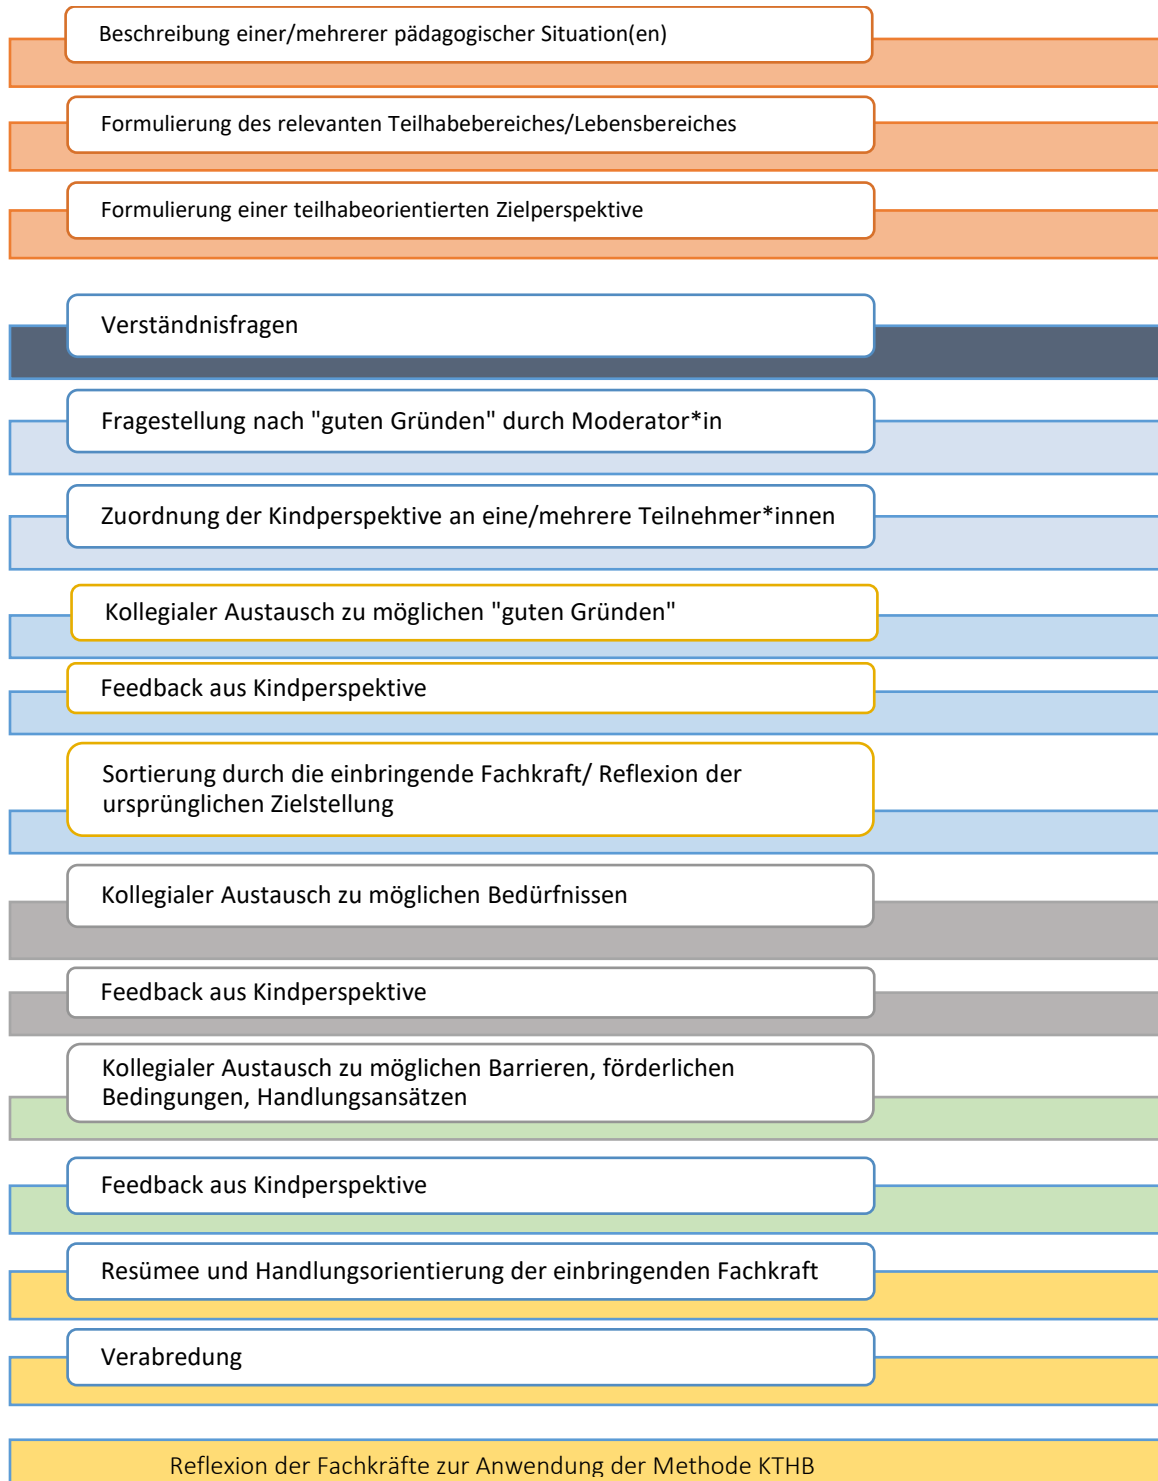 Beschreibung einer/mehrerer pädagogischer Situation(en)
Formulierung des relevanten Teilhabebereiches/Lebensbereiches
Formulierung einer teilhabeorientierten Zielperspektive
Verständnisfragen
Fragestellung nach "guten Gründen" durch Moderator*in
Zuordnung der Kindperspektive an eine/mehrere Teilnehmer*innen
Kollegialer Austausch zu möglichen "guten Gründen"
Feedback aus Kindperspektive
Sortierung durch die einbringende Fachkraft/ Reflexion der
ursprünglichen Zielstellung
Kollegialer Austausch zu möglichen Bedürfnissen
Feedback aus Kindperspektive
Kollegialer Austausch zu möglichen Barrieren, förderlichen
Bedingungen, Handlungsansätzen
Feedback aus Kindperspektive
Resümee und Handlungsorientierung der einbringenden Fachkraft
Verabredung
Reflexion der Fachkräfte zur Anwendung der Methode KTHB